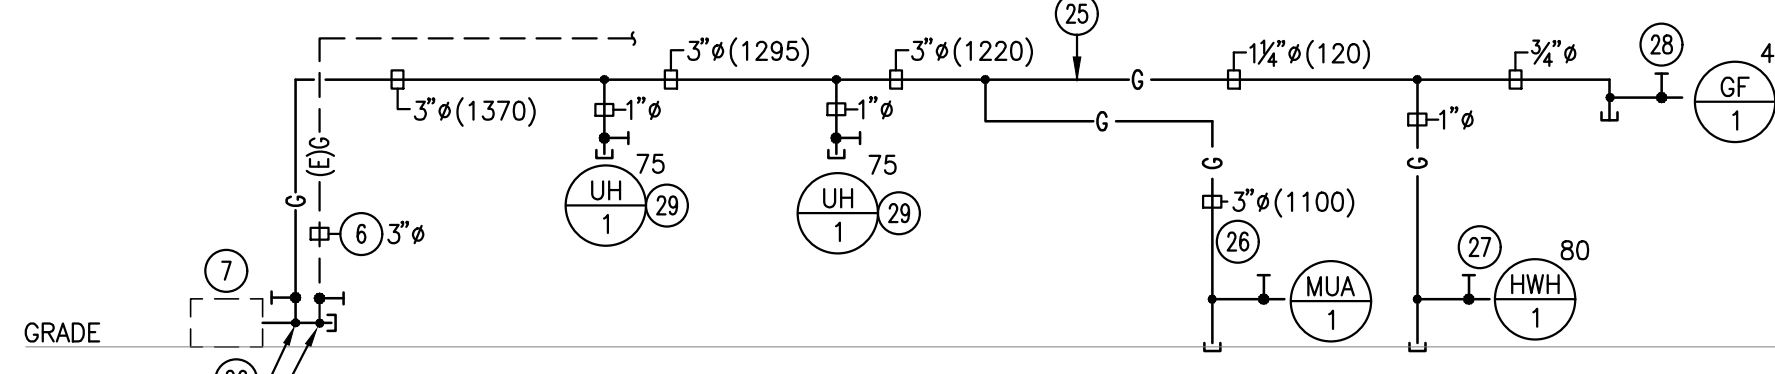 25
28
4
3"ø(1295)
3"ø(1220)
1¼"ø(120)
¾"ø
G
GF
1
3"ø(1370)
1"ø
1"ø
1"ø
G
(E)G
75
75
G
G
UH
1
29
UH
1
29
G
3"ø(1100)
6
3"ø
26
27
80
7
MUA
1
HWH
1
GRADE